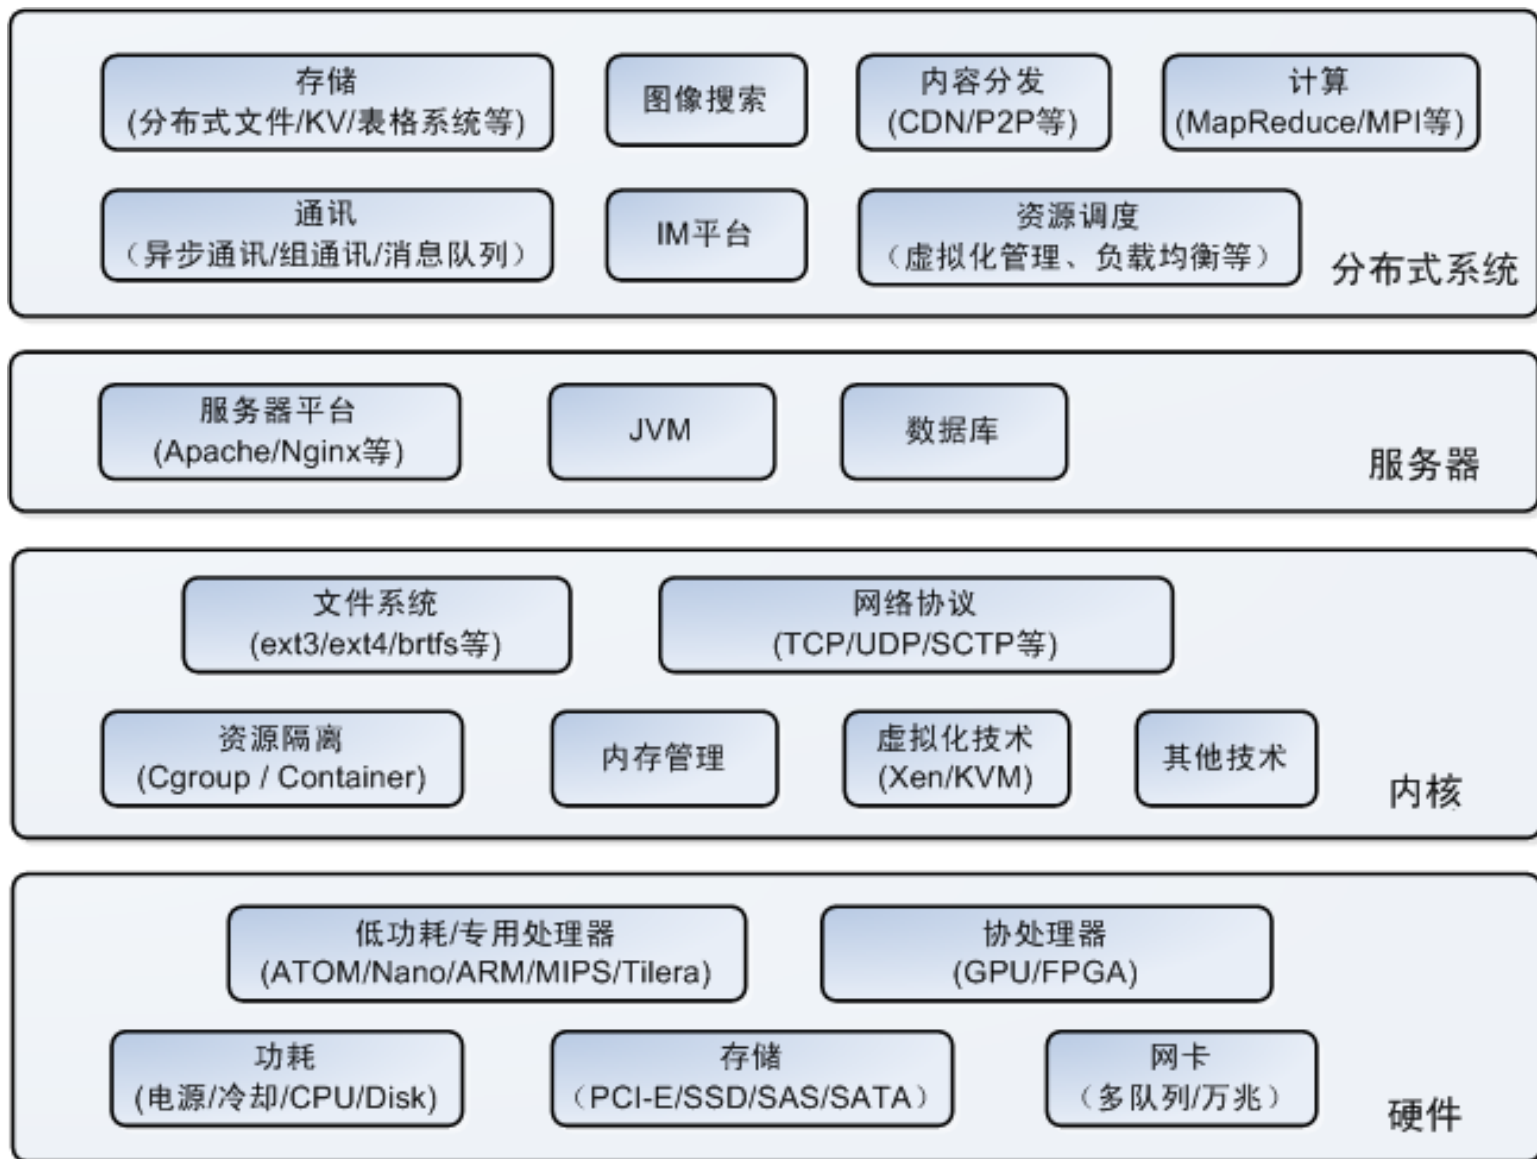 存储
(分布式文件/KV/表格系统等)
图像搜索
内容分发
(CDN/P2P等)
计算
(MapReduce/MPI等)
通讯
（异步通讯/组通讯/消息队列）
IM平台
资源调度
（虚拟化管理、负载均衡等）
分布式系统
服务器平台
(Apache/Nginx等)
JVM
数据库
服务器
文件系统
(ext3/ext4/brtfs等)
网络协议
(TCP/UDP/SCTP等)
资源隔离
(Cgroup / Container)
内存管理
虚拟化技术
(Xen/KVM)
其他技术
内核
低功耗/专用处理器
(ATOM/Nano/ARM/MIPS/Tilera)
协处理器
(GPU/FPGA)
功耗
(电源/冷却/CPU/Disk)
存储
（PCI-E/SSD/SAS/SATA）
网卡
（多队列/万兆）
硬件